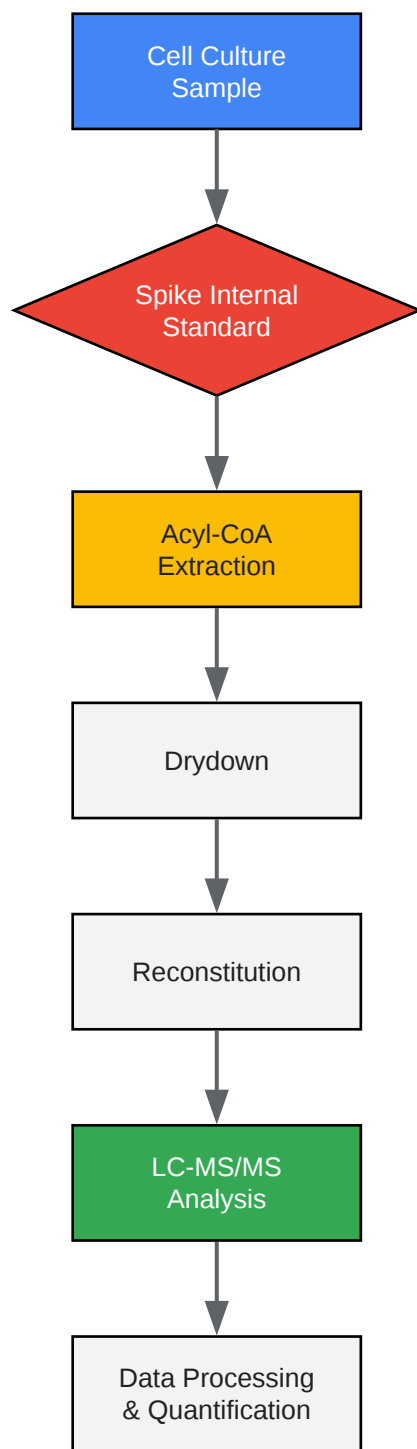 Cell Culture
Sample
Spike Internal
Standard
Acyl-CoA
Extraction
Drydown
Reconstitution
LC-MS/MS
Analysis
Data Processing
& Quantification